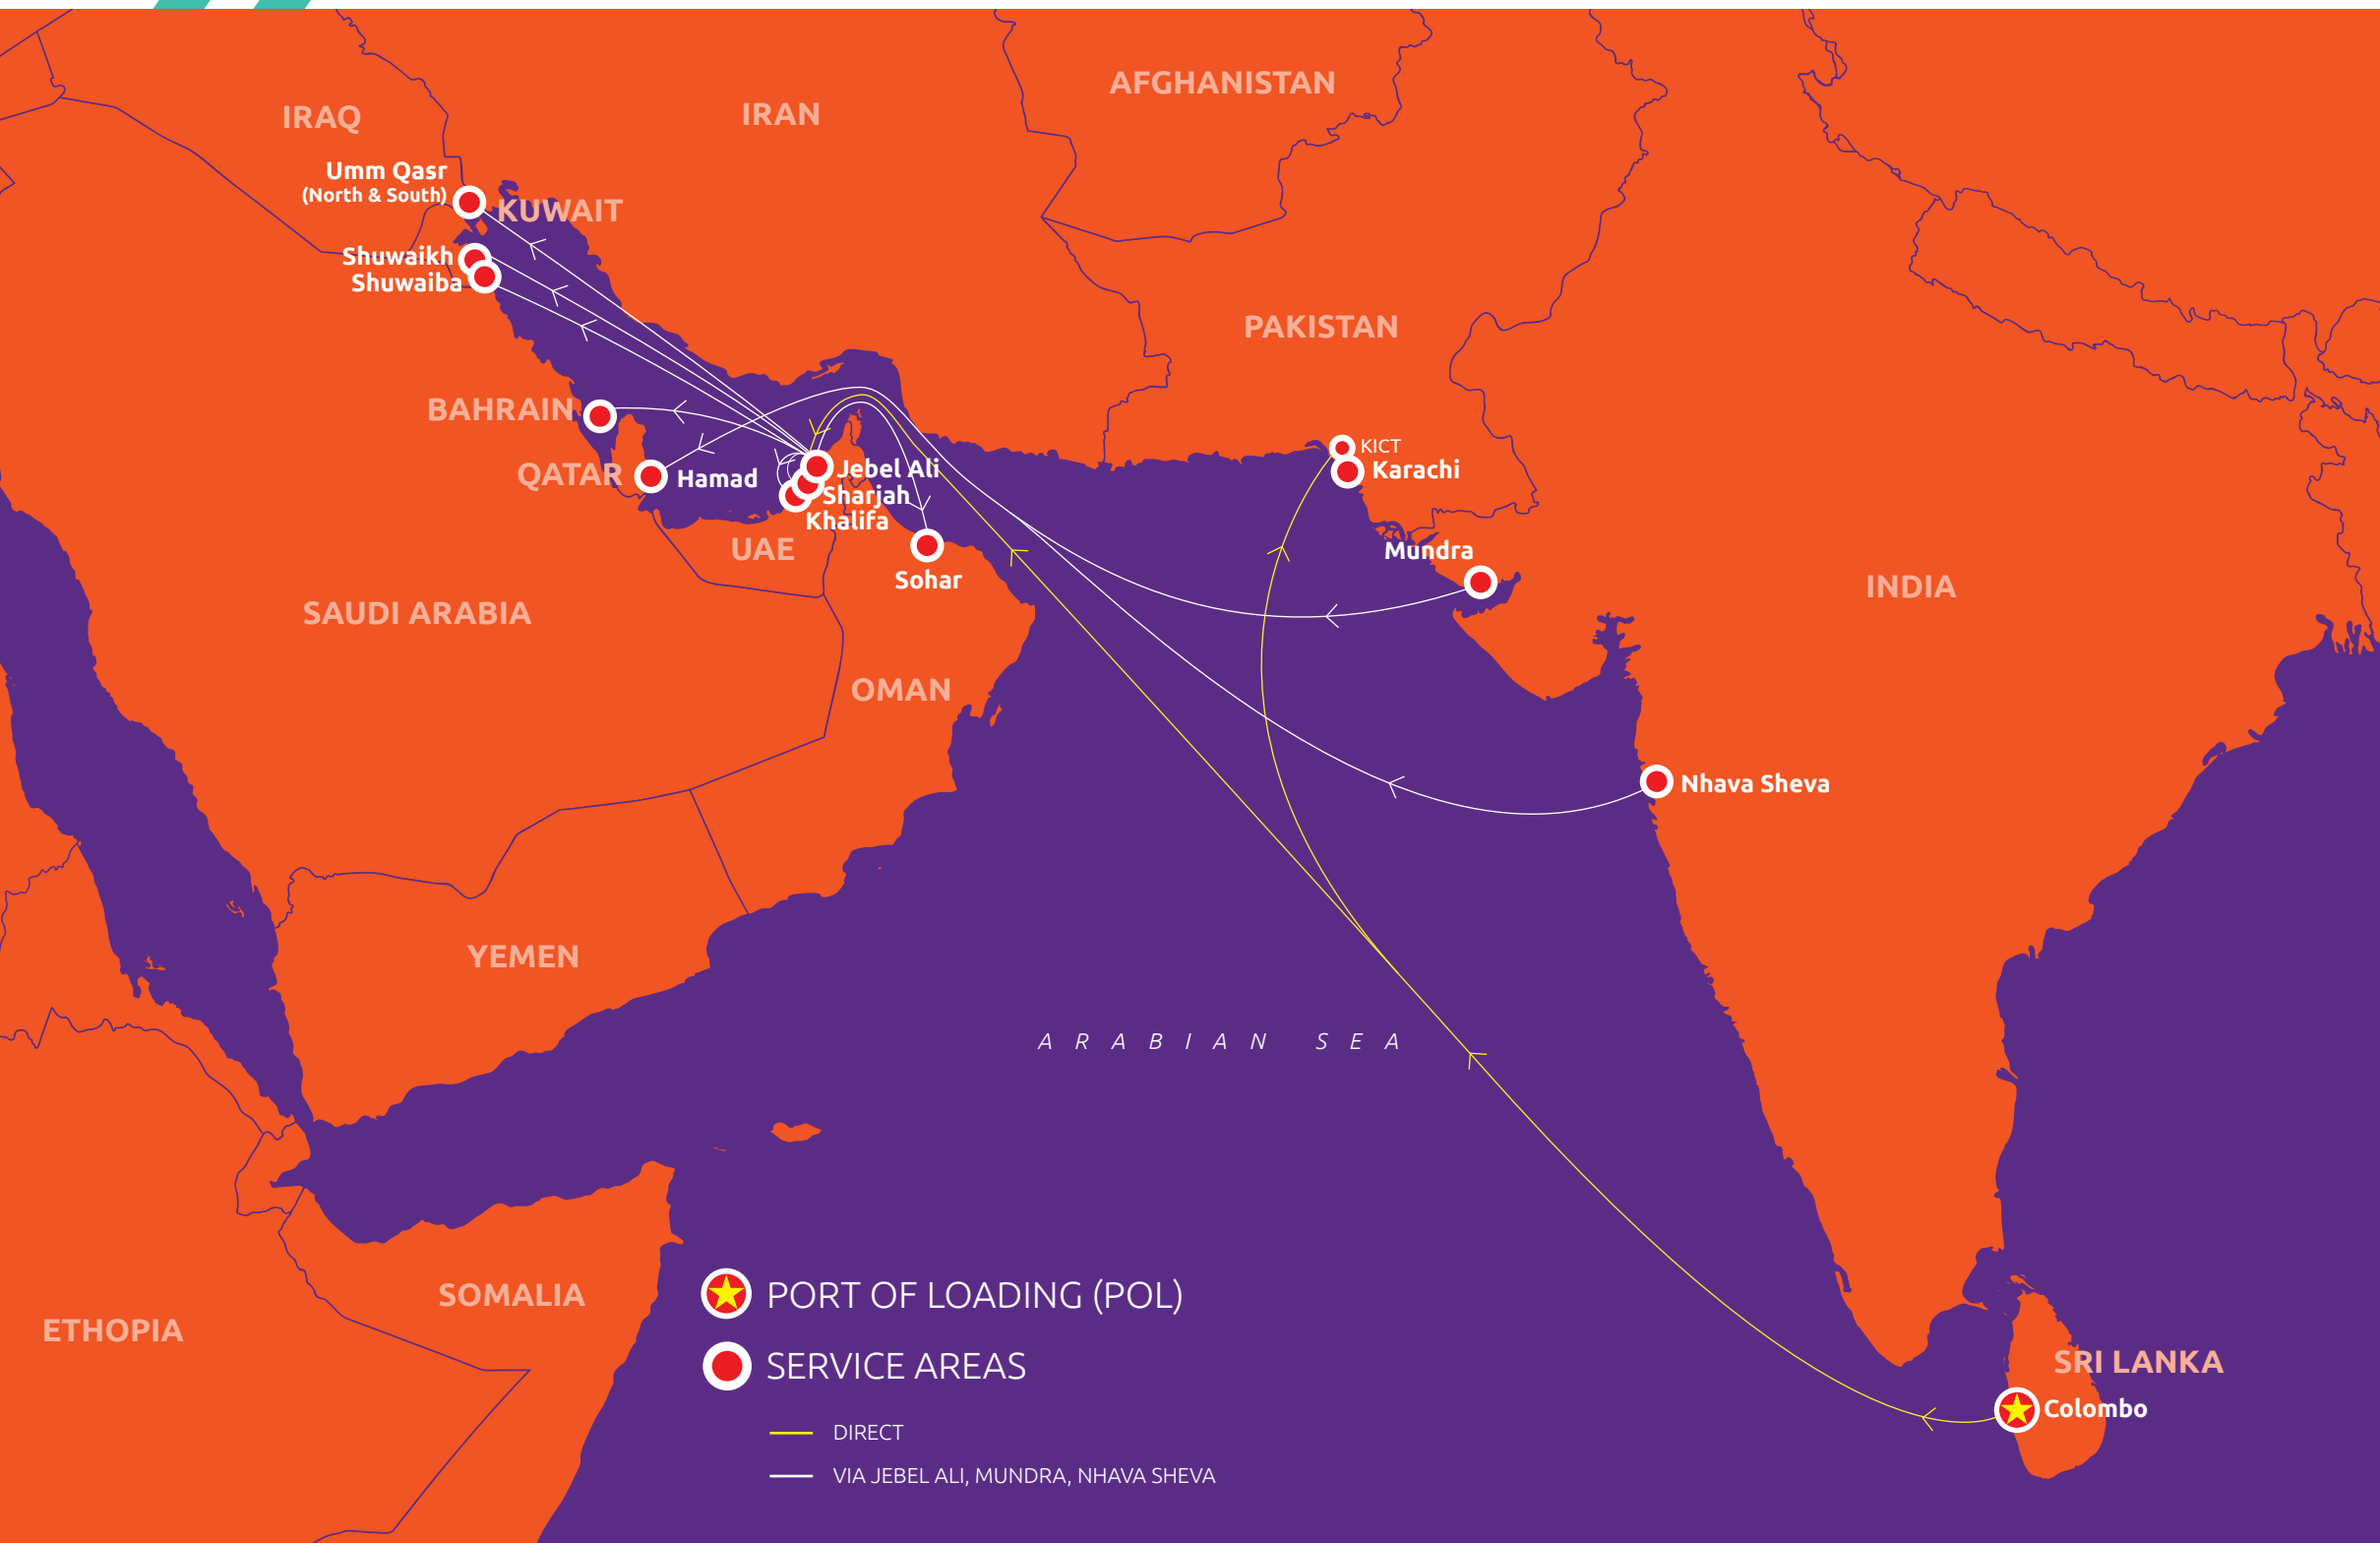 AFGHANISTAN
IRAQ
IRAN
Umm Qasr
(North & South)
KUWAIT
Shuwaikh
Shuwaiba
PAKISTAN
BAHRAIN
QATAR
Hamad
Jebel Ali
Sharjah
Khalifa
UAE
Sohar
KICT
Karachi
Mundra
INDIA
SAUDI ARABIA
OMAN
Nhava Sheva
YEMEN
ARABIAN SEA
SOMALIA
ETHOPIA
PORT OF LOADING (POL)
SERVICE AREAS
DIRECT
VIA JEBEL ALI, MUNDRA, NHAVA SHEVA
SRI LANKA
Colombo